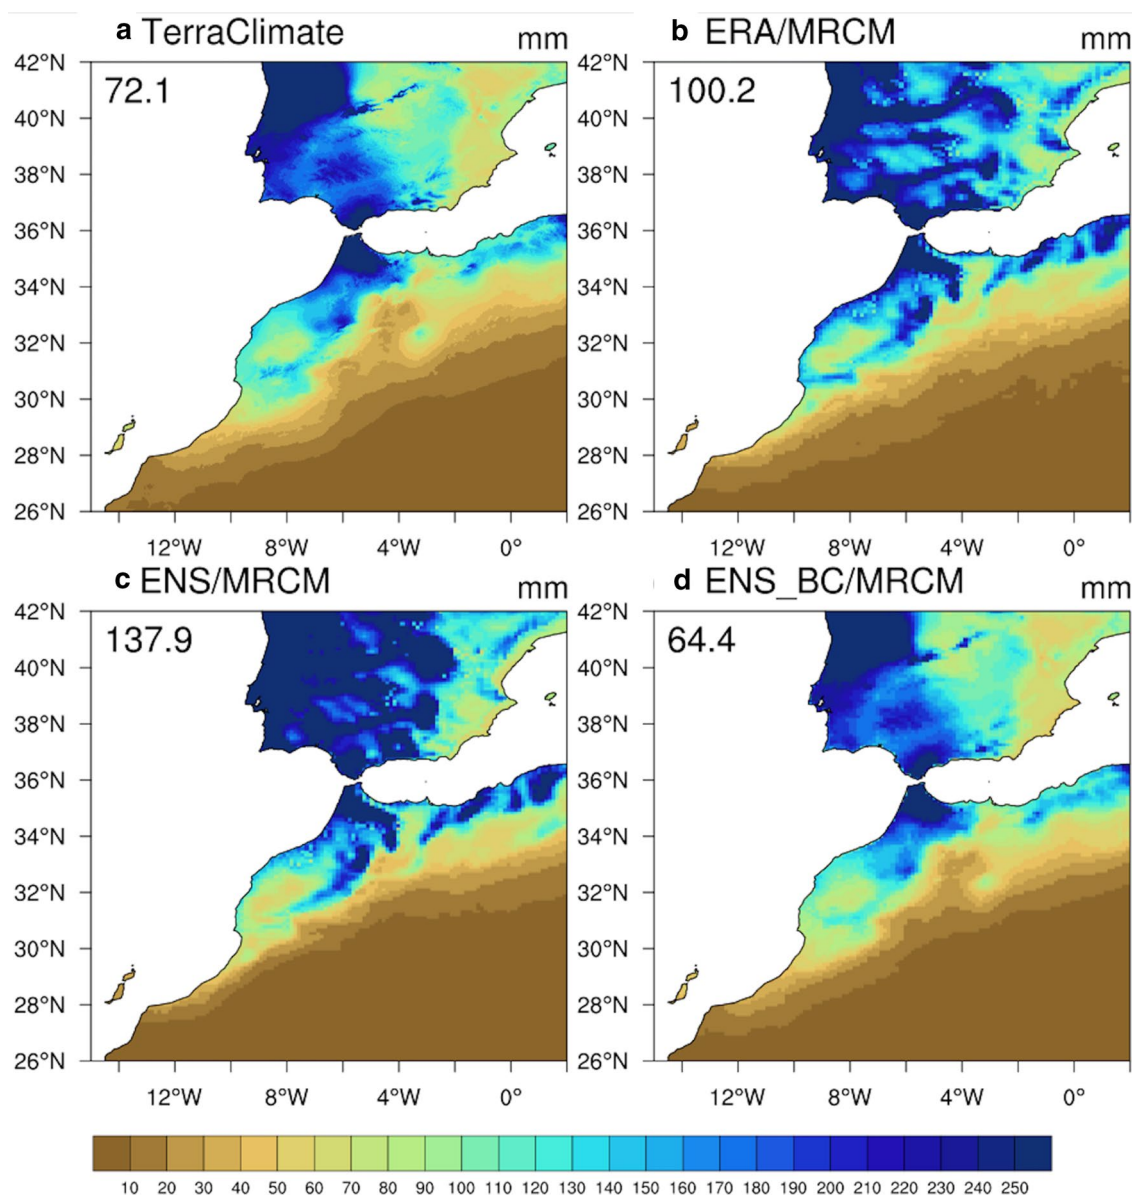 a TerraClimate mm
b ERA/MRCM mm
72.1
100.2
42°N
40°N
38°N
36°N
34°N
32°N
30°N
28°N
26°N
42°N
40°N
38°N
36°N
34°N
32°N
30°N
28°N
26°N
12°W 8°W 4°W 0°
12°W 8°W 4°W 0°
c ENS/MRCM mm
d ENS_BC/MRCM mm
137.9
64.4
42°N
40°N
38°N
36°N
34°N
32°N
30°N
28°N
26°N
42°N
40°N
38°N
36°N
34°N
32°N
30°N
28°N
26°N
12°W 8°W 4°W 0°
12°W 8°W 4°W 0°
10 20 30 40 50 60 70 80 90 100 110 120 130 140 150 160 170 180 190 200 210 220 230 240 250